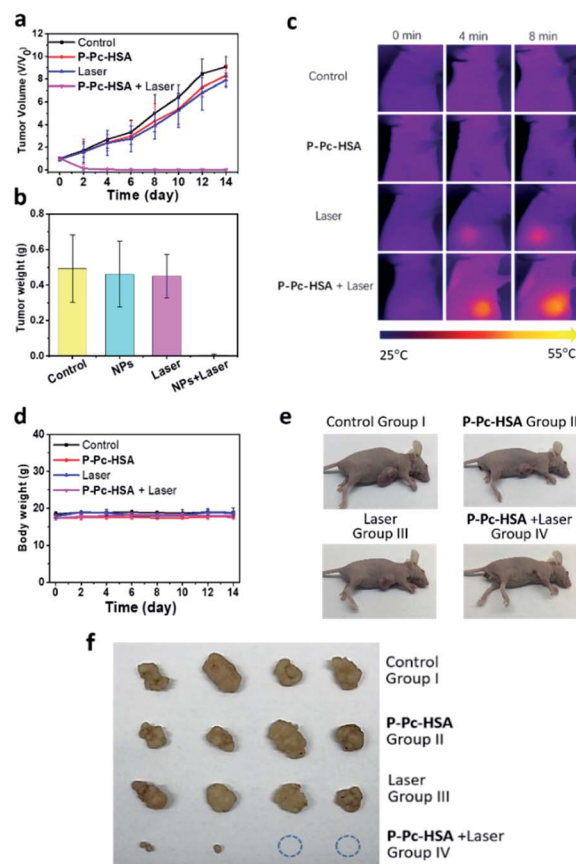 a
Tumor Volume (V/V₀)
12
10
8
6
4
2
0
Control
P-Pc-HSA
Laser
P-Pc-HSA + Laser
0 2 4 6 8 10 12 14
Time (day)
b
Tumor weight (g)
0.8
0.6
0.4
0.2
0.0
Control
NPs
Laser
NPs+Laser
c
0 min 4 min 8 min
Control
P-Pc-HSA
Laser
P-Pc-HSA + Laser
25°C 55°C
d
Body weight (g)
40
30
20
10
0
Control
P-Pc-HSA
Laser
P-Pc-HSA + Laser
0 2 4 6 8 10 12 14
Time (day)
e
Control Group I
P-Pc-HSA Group II
Laser
Group III
P-Pc-HSA +Laser
Group IV
f
Control
Group I
P-Pc-HSA
Group II
Laser
Group III
P-Pc-HSA +Laser
Group IV